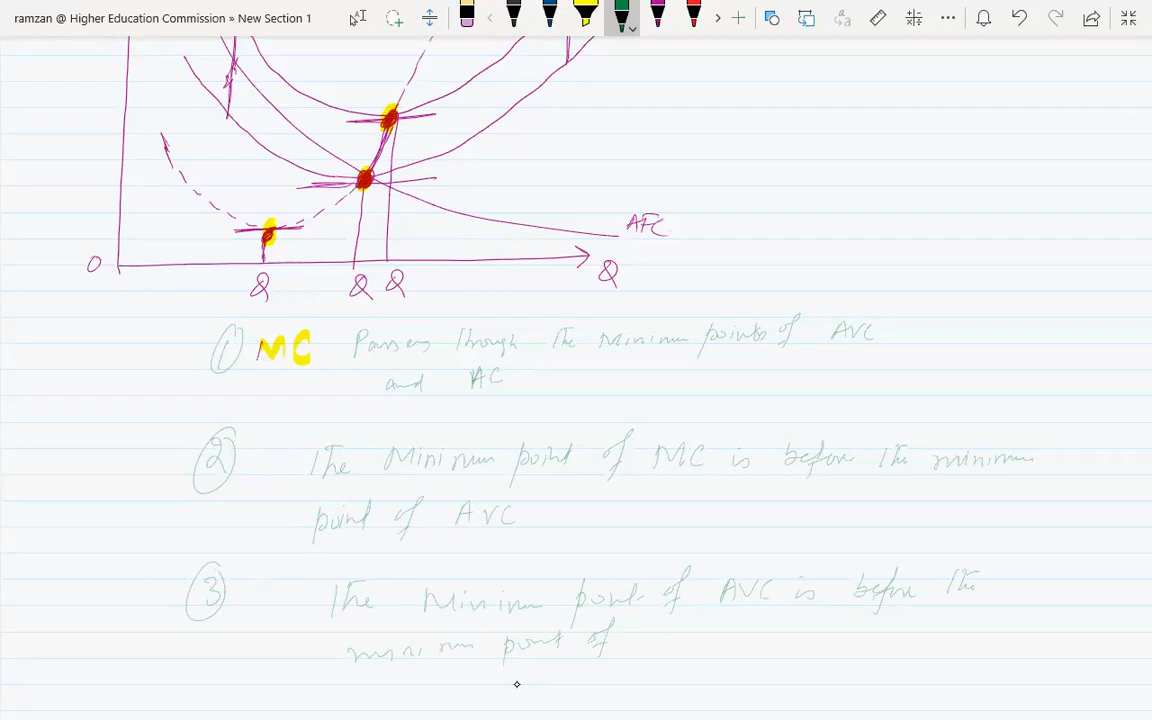 ramzan @ Higher Education Commission » New Section 1
AFC
O
Q Q Q Q
① MC Passes through the minimum points of AVC
and AC
② The Minimum point of MC is before the minimum
point of AVC
③ The Minimum point of AVC is before the
minimum point of